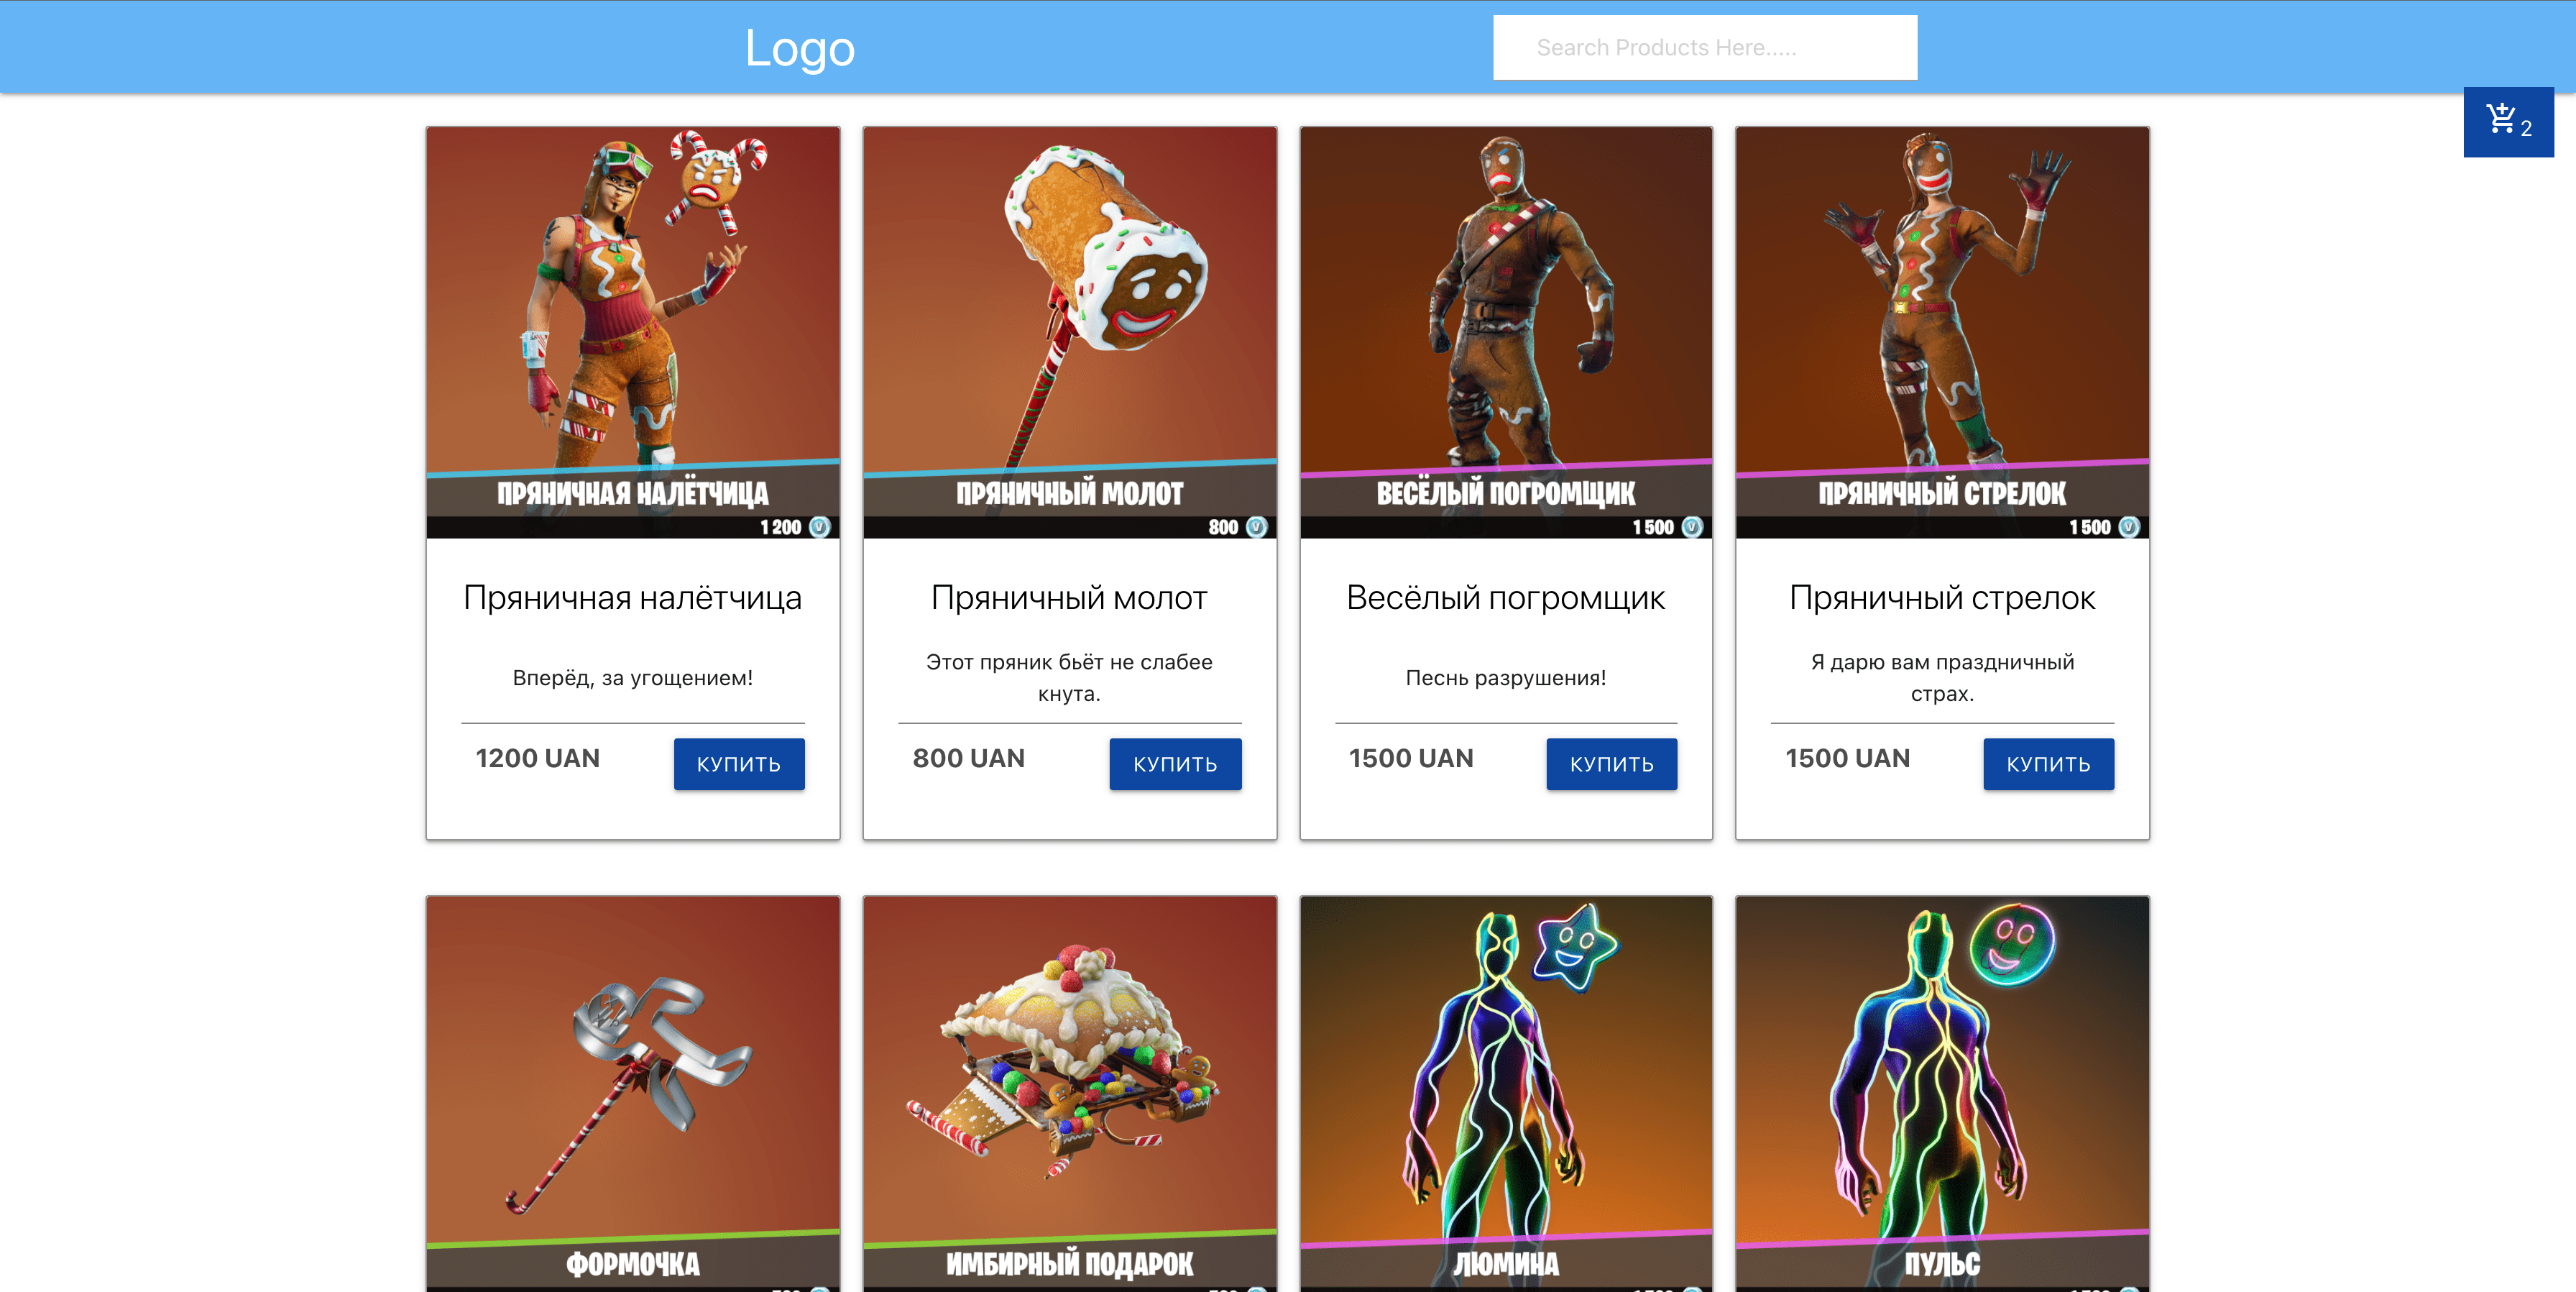 Logo
Search Products Here.....
2
ПРЯНИЧНАЯ НАЛЁТЧИЦА
1 200
Пряничная налётчица
Вперёд, за угощением!
1200 UAN
КУПИТЬ
ПРЯНИЧНЫЙ МОЛОТ
800
Пряничный молот
Этот пряник бьёт не слабее
кнута.
800 UAN
КУПИТЬ
ВЕСЁЛЫЙ ПОГРОМЩИК
1 500
Весёлый погромщик
Песнь разрушения!
1500 UAN
КУПИТЬ
ПРЯНИЧНЫЙ СТРЕЛОК
1 500
Пряничный стрелок
Я дарю вам праздничный
страх.
1500 UAN
КУПИТЬ
ФОРМОЧКА
ИМБИРНЫЙ ПОДАРОК
ЛЮМИНА
ПУЛЬС